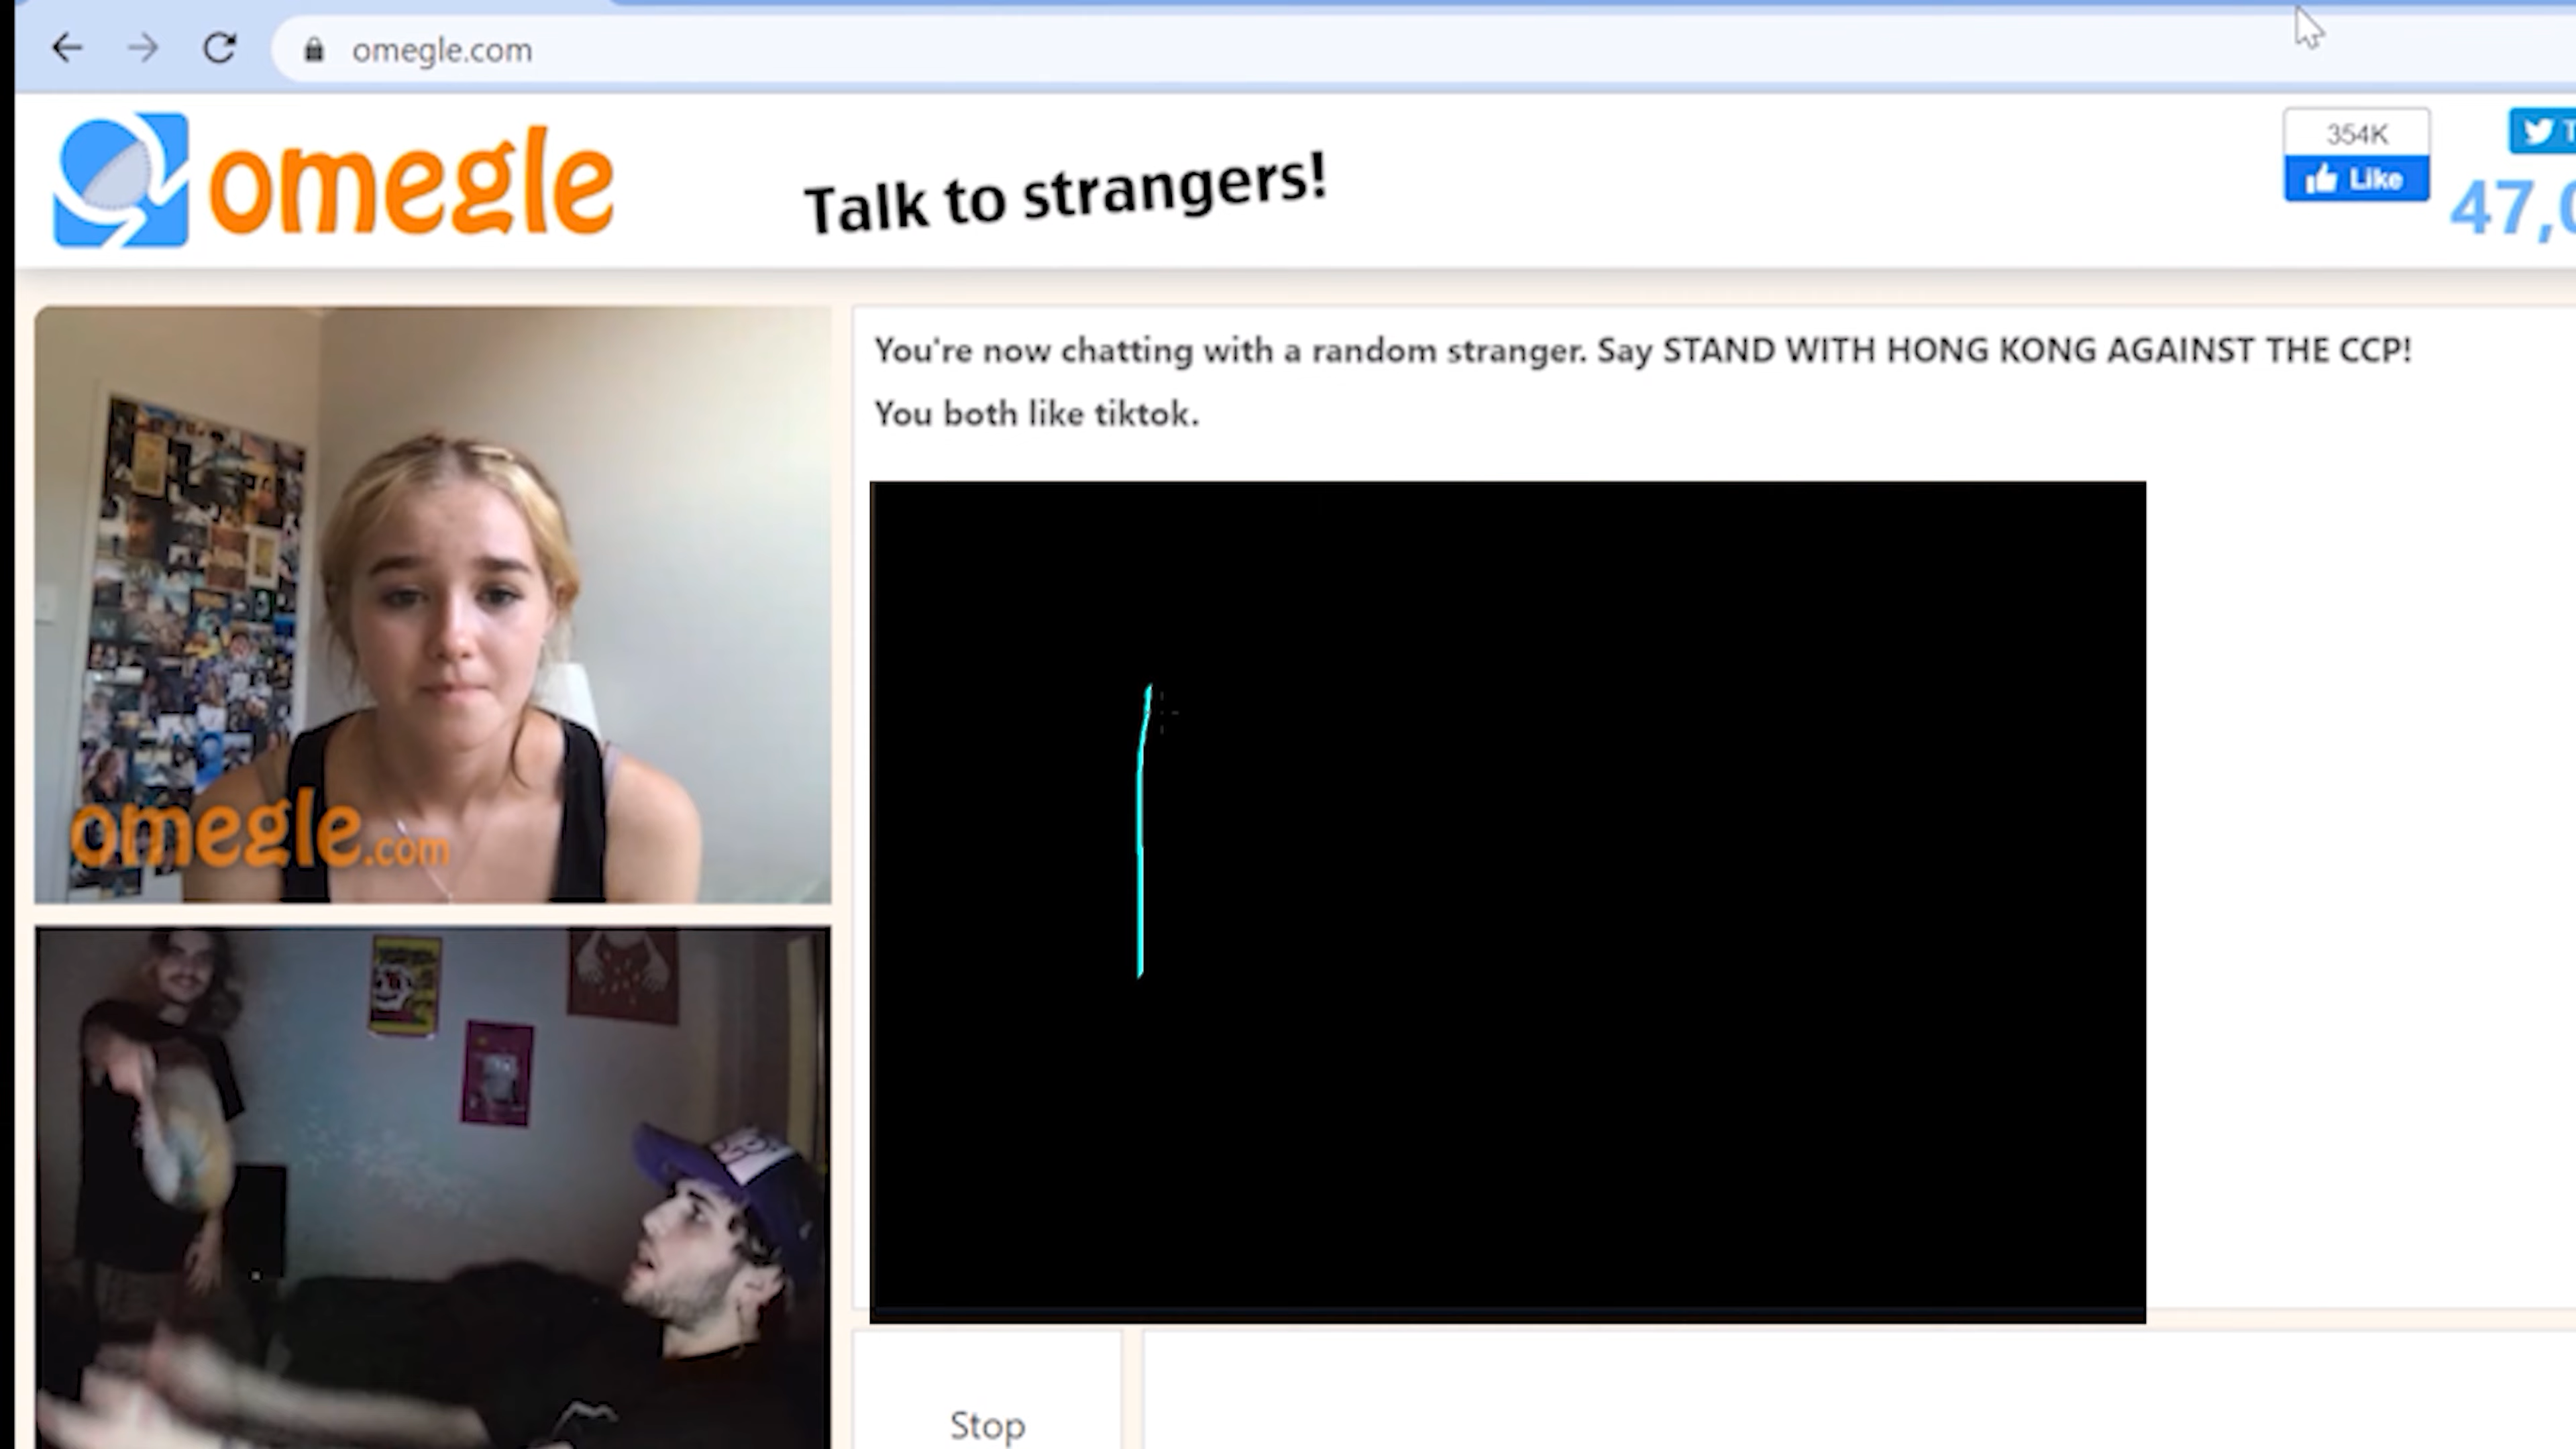 omegle.com
omegle
Talk to strangers!
354K
Like
47,0
You're now chatting with a random stranger. Say STAND WITH HONG KONG AGAINST THE CCP!
You both like tiktok.
omegle.com
Stop